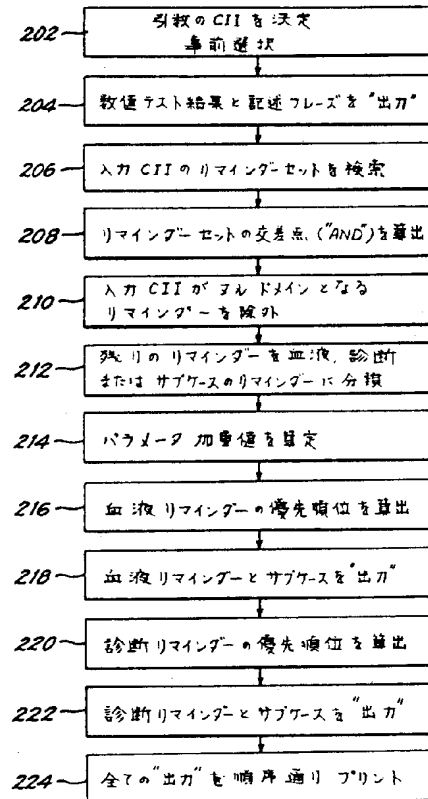 202
引数のCIIを決定
事前選択
204
数値テスト結果と記述フレーズを"出力"
206
入力CIIのリマインダーセットを検索
208
リマインダーセットの交差点("AND")を算出
210
入力CIIがヌルドメインとなる
リマインダーを除外
212
残りのリマインダーを血液、診断
またはサブケースのリマインダーに分類
214
パラメータ加重値を算定
216
血液リマインダーの優先順位を算出
218
血液リマインダーとサブケースを"出力"
220
診断リマインダーの優先順位を算出
222
診断リマインダーとサブケースを"出力"
224
全ての"出力"を順序通りプリント